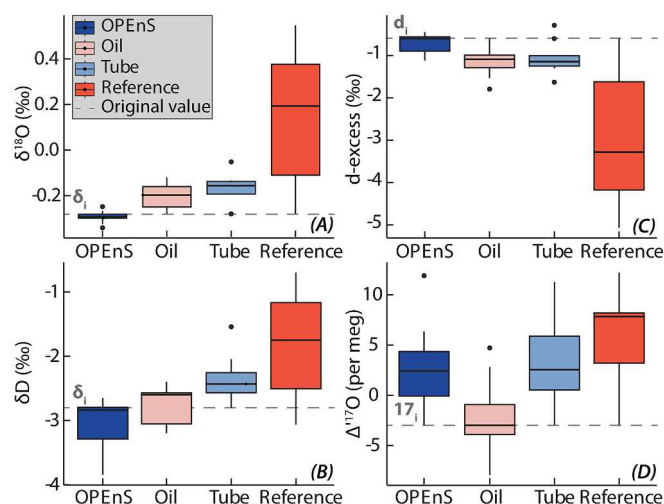 OPEnS
Oil
Tube
Reference
Original value
δ¹⁸O (‰)
0.4
0.2
0.0
-0.2
δi
(A)
OPEnS Oil Tube Reference
d-excess (‰)
di
-1
-2
-3
-4
-5
(C)
OPEnS Oil Tube Reference
δD (‰)
-1
-2
-3
-4
δi
(B)
OPEnS Oil Tube Reference
Δ'¹⁷O (per meg)
10
5
0
-5
17i
(D)
OPEnS Oil Tube Reference